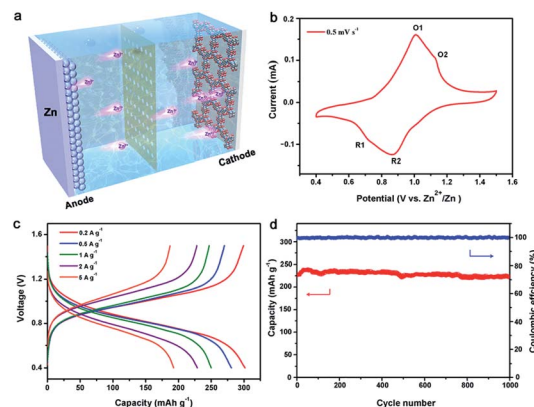 a
Zn
Zn²⁺
Zn²⁺
Zn²⁺
Zn²⁺
Zn²⁺
Anode
Cathode
b
0.5 mV s⁻¹
O1
O2
R1
R2
Current (mA)
0.2
0.1
0.0
−0.1
0.4 0.6 0.8 1.0 1.2 1.4 1.6
Potential (V vs. Zn²⁺/Zn)
c
0.2 A g⁻¹
0.5 A g⁻¹
1 A g⁻¹
2 A g⁻¹
5 A g⁻¹
Voltage (V)
1.6
1.2
0.8
0.4
0 50 100 150 200 250 300
Capacity (mAh g⁻¹)
d
Capacity (mAh g⁻¹)
300
250
200
150
100
50
0
0 200 400 600 800 1000
Cycle number
100
80
60
40
20
0
Coulombic efficiency (%)